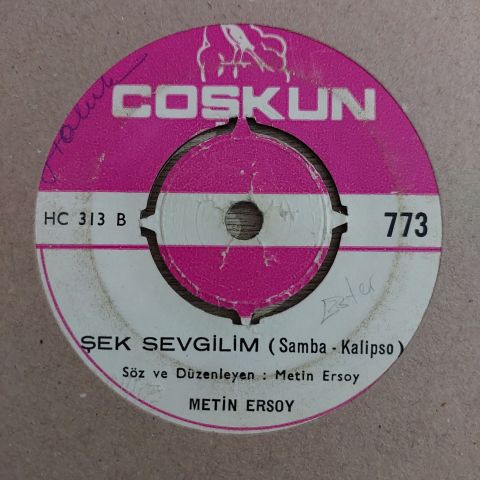 COŞKUN
HC 313 B
773
ŞEK SEVGİLİM (Samba - Kalipso)
Söz ve Düzenleyen : Metin Ersoy
METİN ERSOY